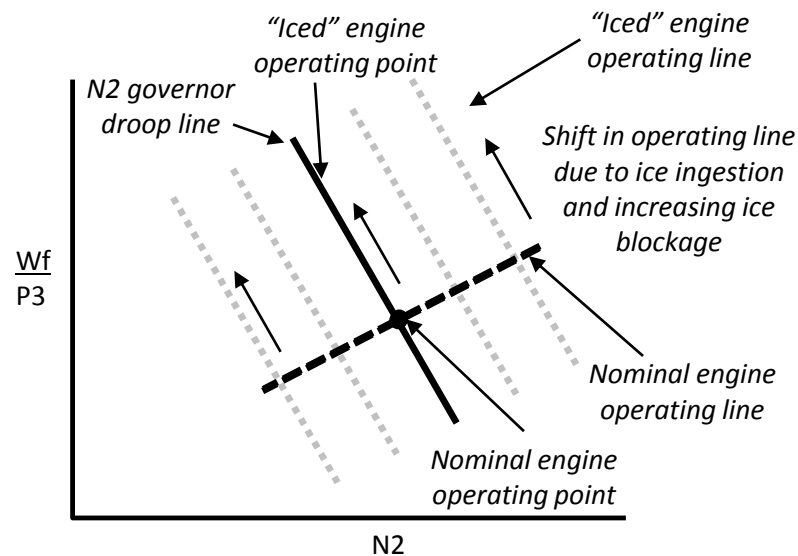 “Iced” engine
operating point
“Iced” engine
operating line
N2 governor
droop line
Shift in operating line
due to ice ingestion
and increasing ice
blockage
Wf
P3
Nominal engine
operating line
Nominal engine
operating point
N2